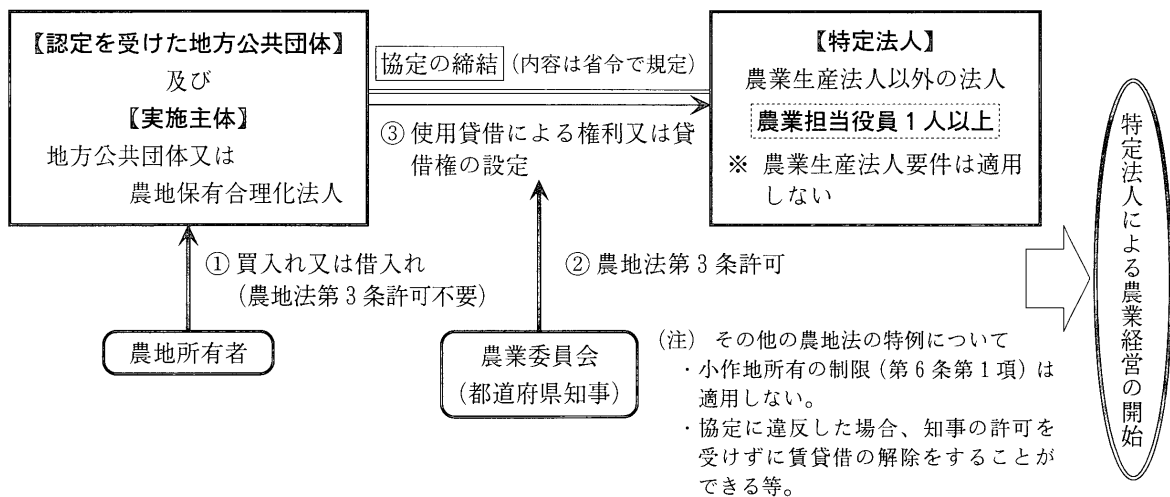 【認定を受けた地方公共団体】
及び
【実施主体】
地方公共団体又は
農地保有合理化法人
協定の締結 (内容は省令で規定)
③ 使用貸借による権利又は貸
借権の設定
【特定法人】
農業生産法人以外の法人
農業担当役員1人以上
※ 農業生産法人要件は適用
しない
① 買入れ又は借入れ
(農地法第3条許可不要)
② 農地法第3条許可
農地所有者
農業委員会
(都道府県知事)
(注) その他の農地法の特例について
・小作地所有の制限(第6条第1項)は
適用しない。
・協定に違反した場合、知事の許可を
受けずに賃貸借の解除をすることが
できる等。
特定法人による農業経営の開始